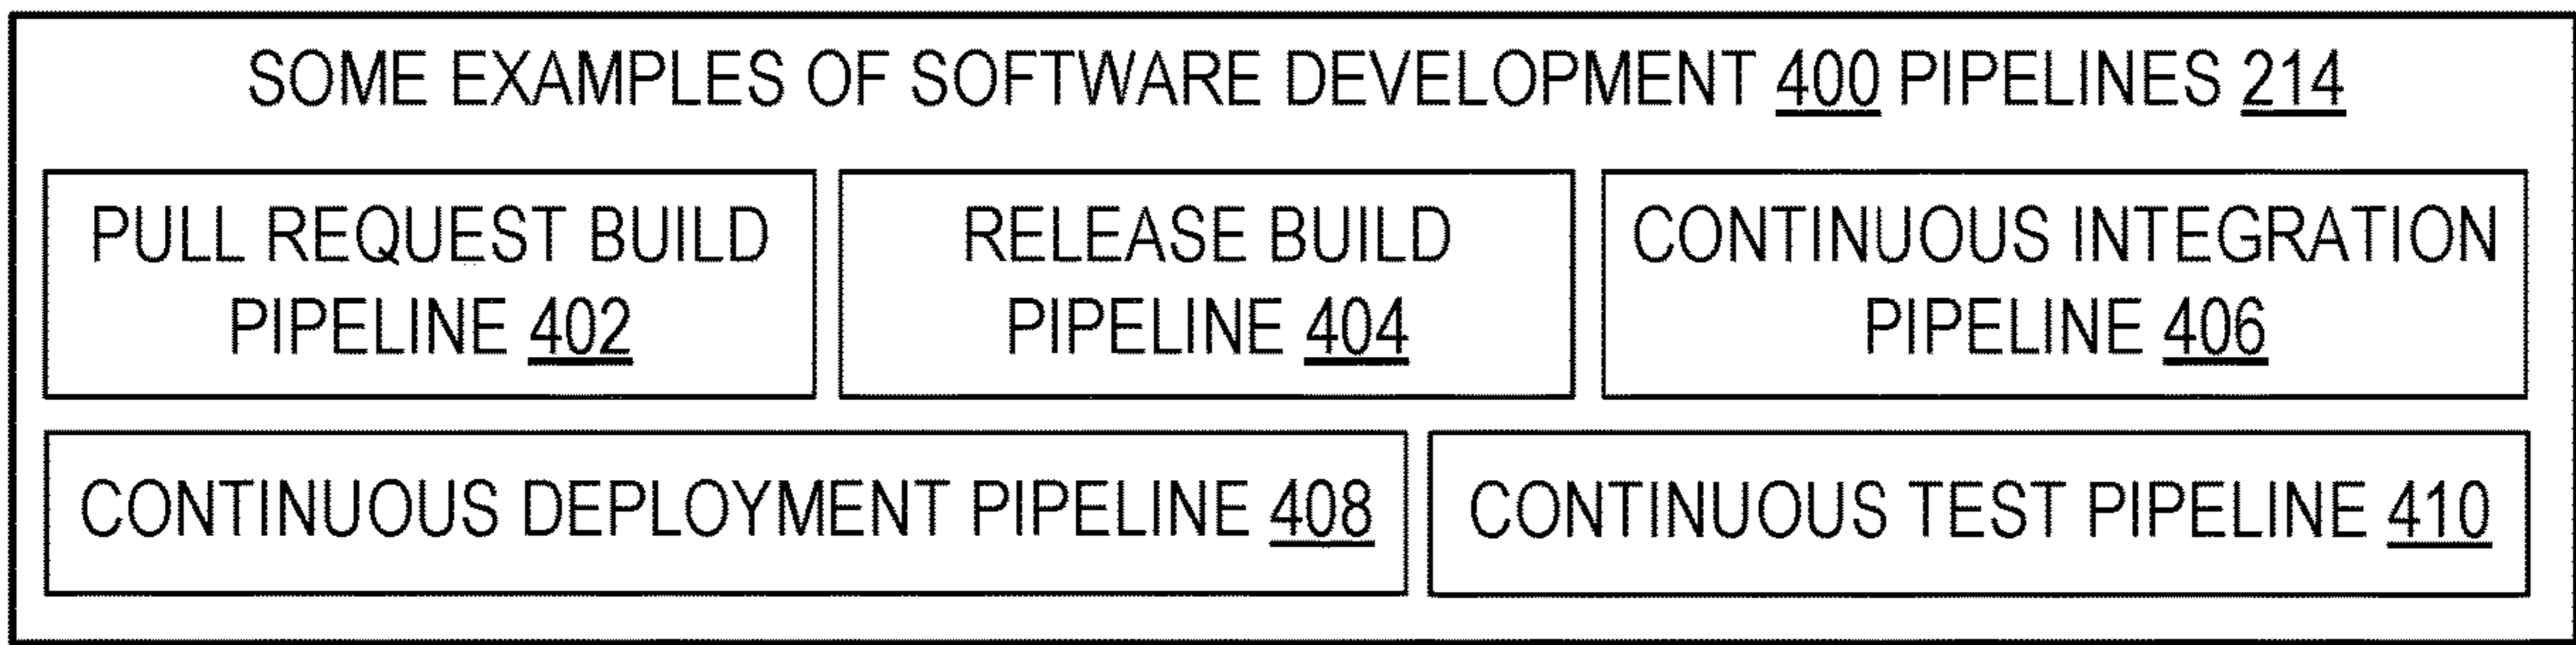 SOME EXAMPLES OF SOFTWARE DEVELOPMENT 400 PIPELINES 214
PULL REQUEST BUILD
PIPELINE 402
RELEASE BUILD
PIPELINE 404
CONTINUOUS INTEGRATION
PIPELINE 406
CONTINUOUS DEPLOYMENT PIPELINE 408
CONTINUOUS TEST PIPELINE 410